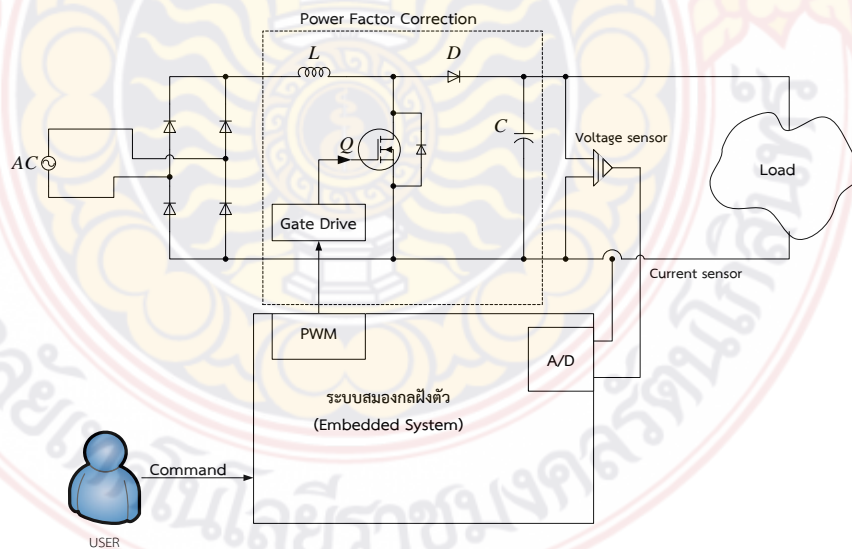 Power Factor Correction
L
D
AC
Q
C
Voltage sensor
Load
Gate Drive
Current sensor
PWM
A/D
ระบบสมองกลฝังตัว
(Embedded System)
Command
USER